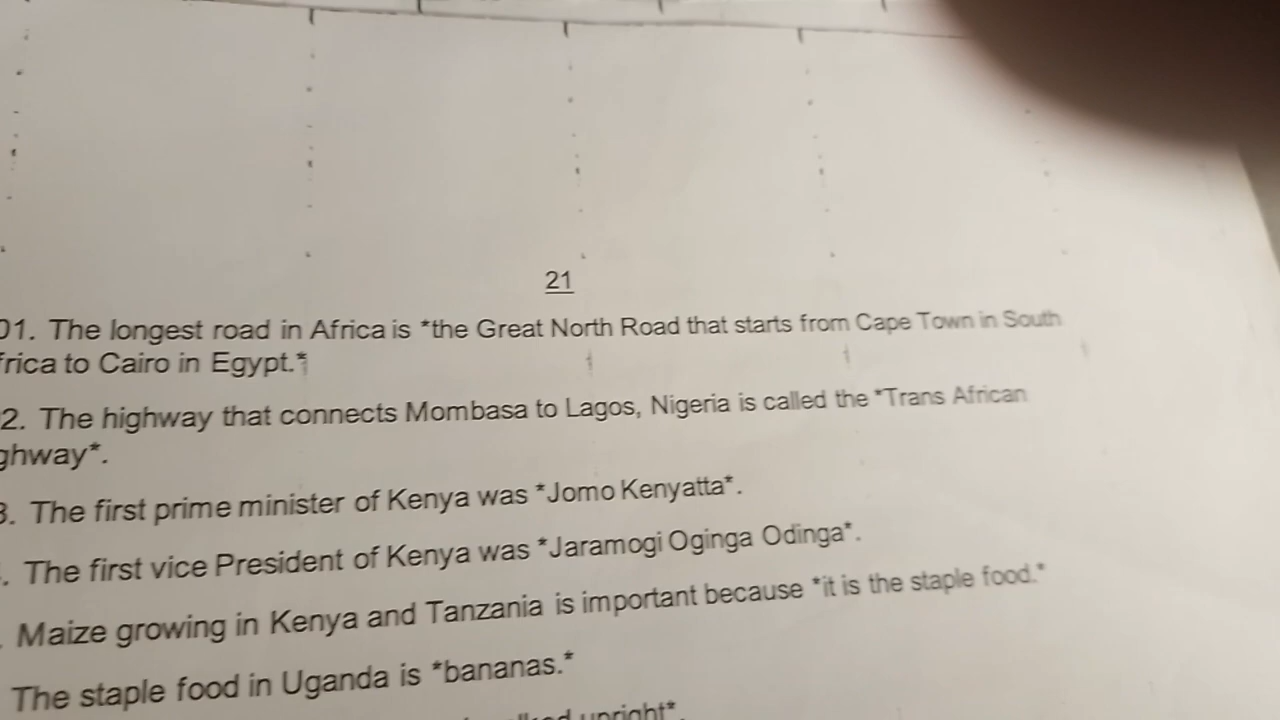 21
01. The longest road in Africa is *the Great North Road that starts from Cape Town in South
frica to Cairo in Egypt.*
2. The highway that connects Mombasa to Lagos, Nigeria is called the *Trans African
ghway*.
3. The first prime minister of Kenya was *Jomo Kenyatta*.
. The first vice President of Kenya was *Jaramogi Oginga Odinga*.
. Maize growing in Kenya and Tanzania is important because *it is the staple food.*
The staple food in Uganda is *bananas.*
upright*.